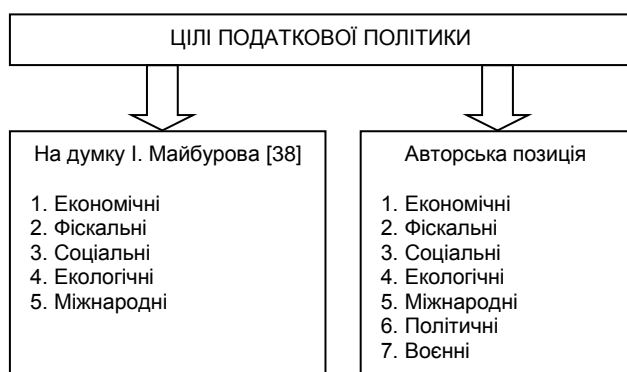 ЦІЛІ ПОДАТКОВОЇ ПОЛІТИКИ
На думку І. Майбурова [38]
1. Економічні
2. Фіскальні
3. Соціальні
4. Екологічні
5. Міжнародні
Авторська позиція
1. Економічні
2. Фіскальні
3. Соціальні
4. Екологічні
5. Міжнародні
6. Політичні
7. Воєнні